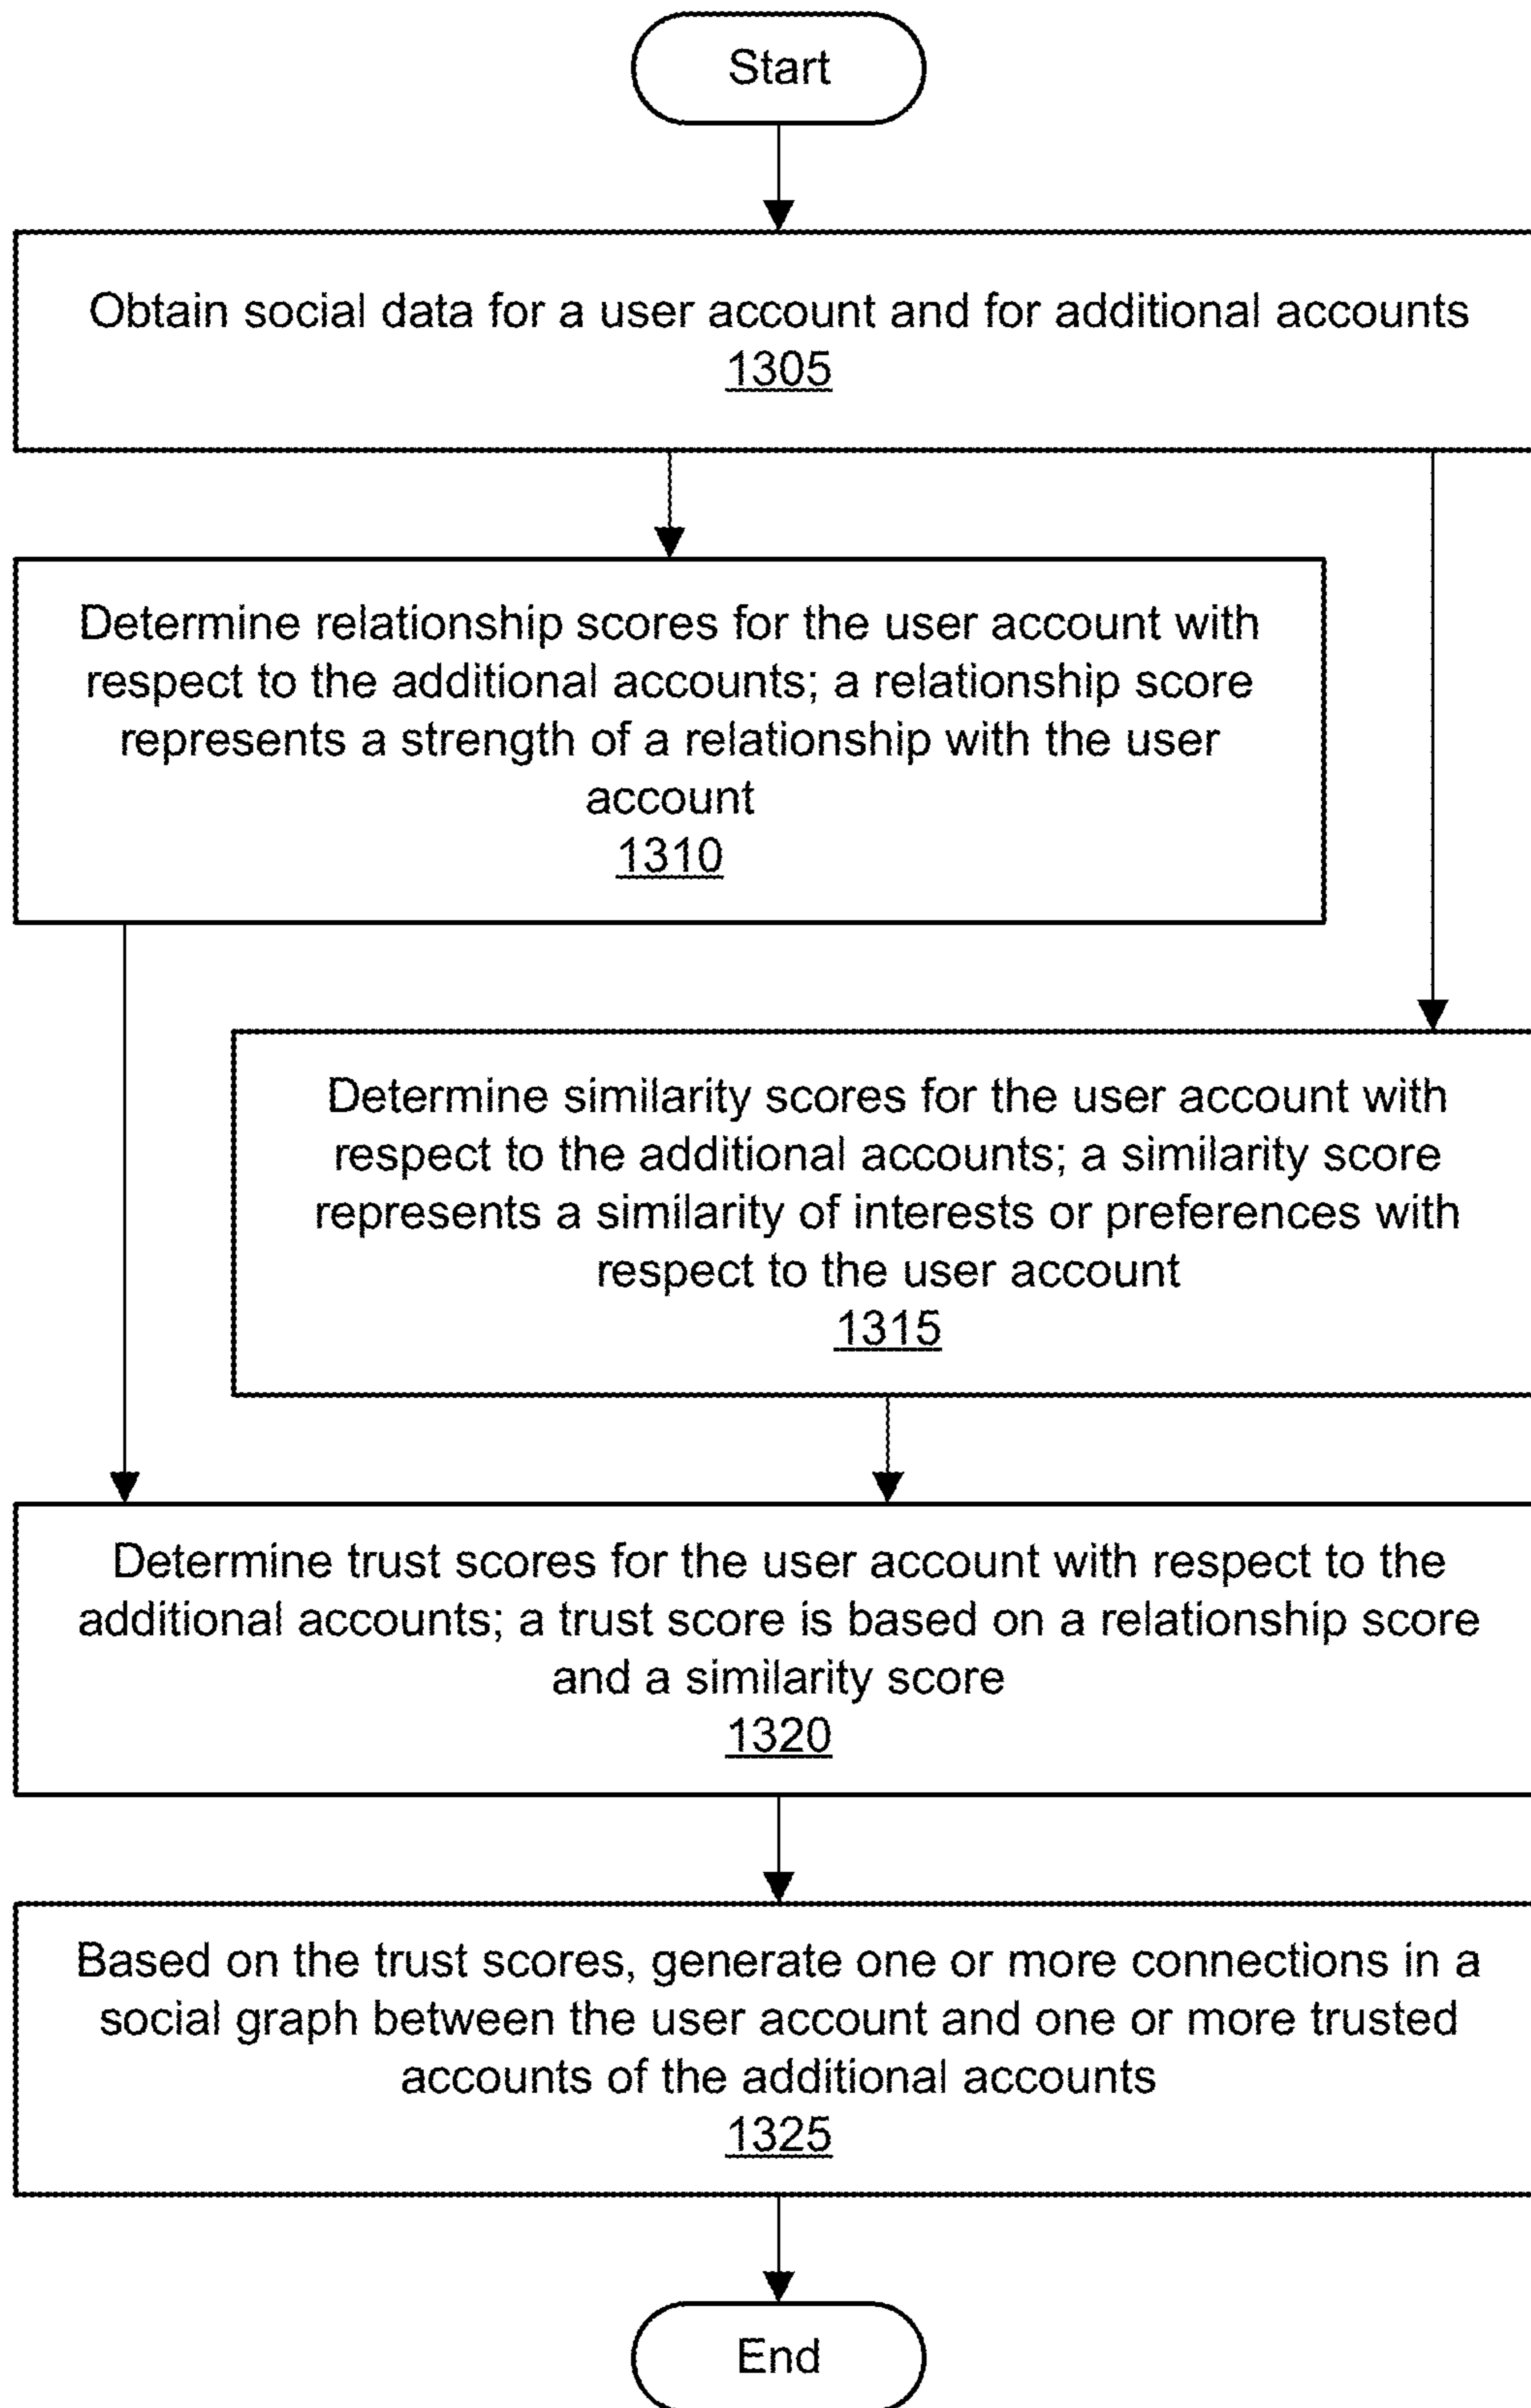 Start
Obtain social data for a user account and for additional accounts
1305
Determine relationship scores for the user account with
respect to the additional accounts; a relationship score
represents a strength of a relationship with the user
account
1310
Determine similarity scores for the user account with
respect to the additional accounts; a similarity score
represents a similarity of interests or preferences with
respect to the user account
1315
Determine trust scores for the user account with respect to the
additional accounts; a trust score is based on a relationship score
and a similarity score
1320
Based on the trust scores, generate one or more connections in a
social graph between the user account and one or more trusted
accounts of the additional accounts
1325
End